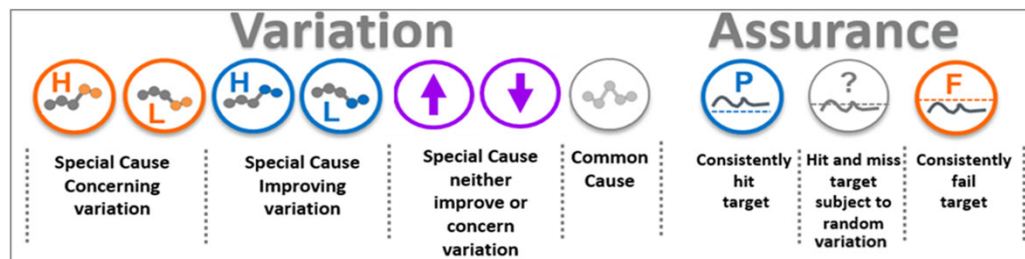 Variation
Assurance
H
L
H
L
P
?
F
Special Cause
Concerning
variation
Special Cause
Improving
variation
Special Cause
neither
improve or
concern
variation
Common
Cause
Consistently
hit
target
Hit and miss
target
subject to
random
variation
Consistently
fail
target